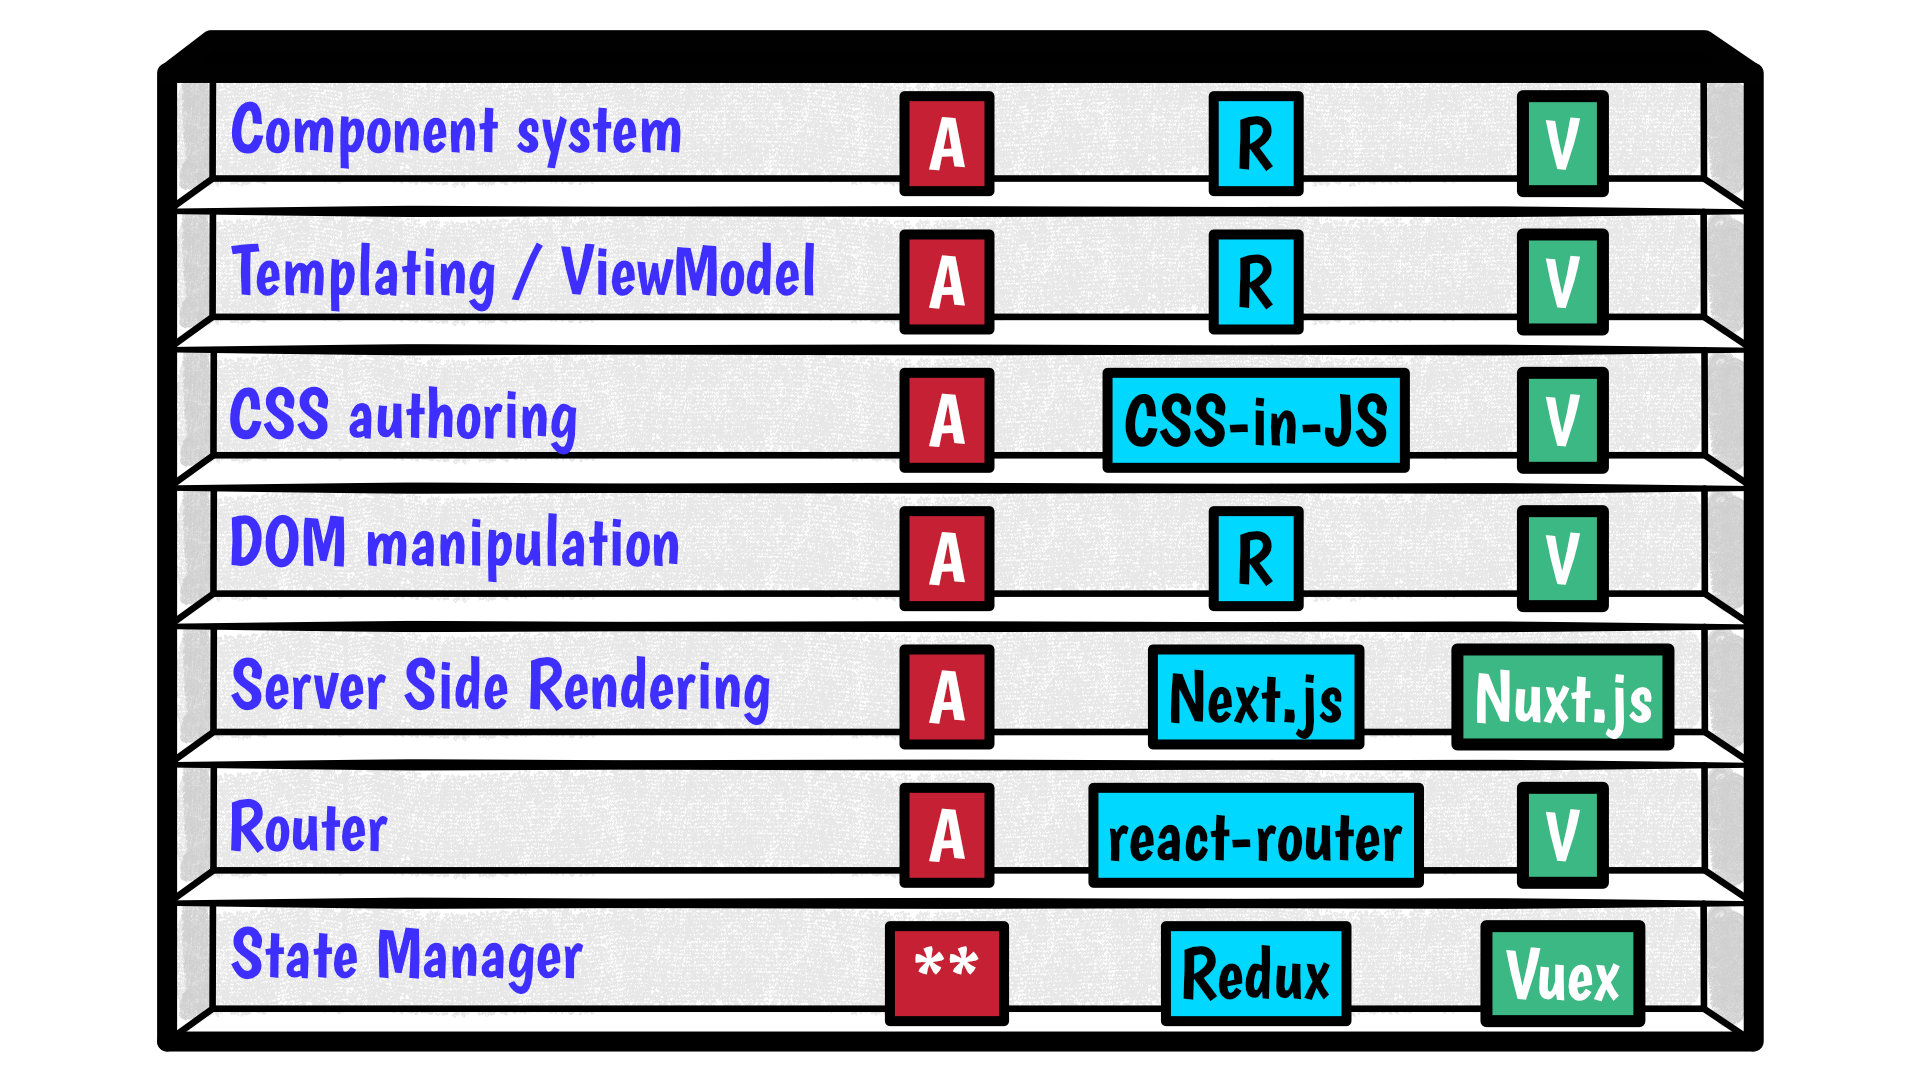 Component system A R V
Templating / ViewModel A R V
CSS authoring A CSS-in-JS V
DOM manipulation A R V
Server Side Rendering A Next.js Nuxt.js
Router A react-router V
State Manager ** Redux Vuex